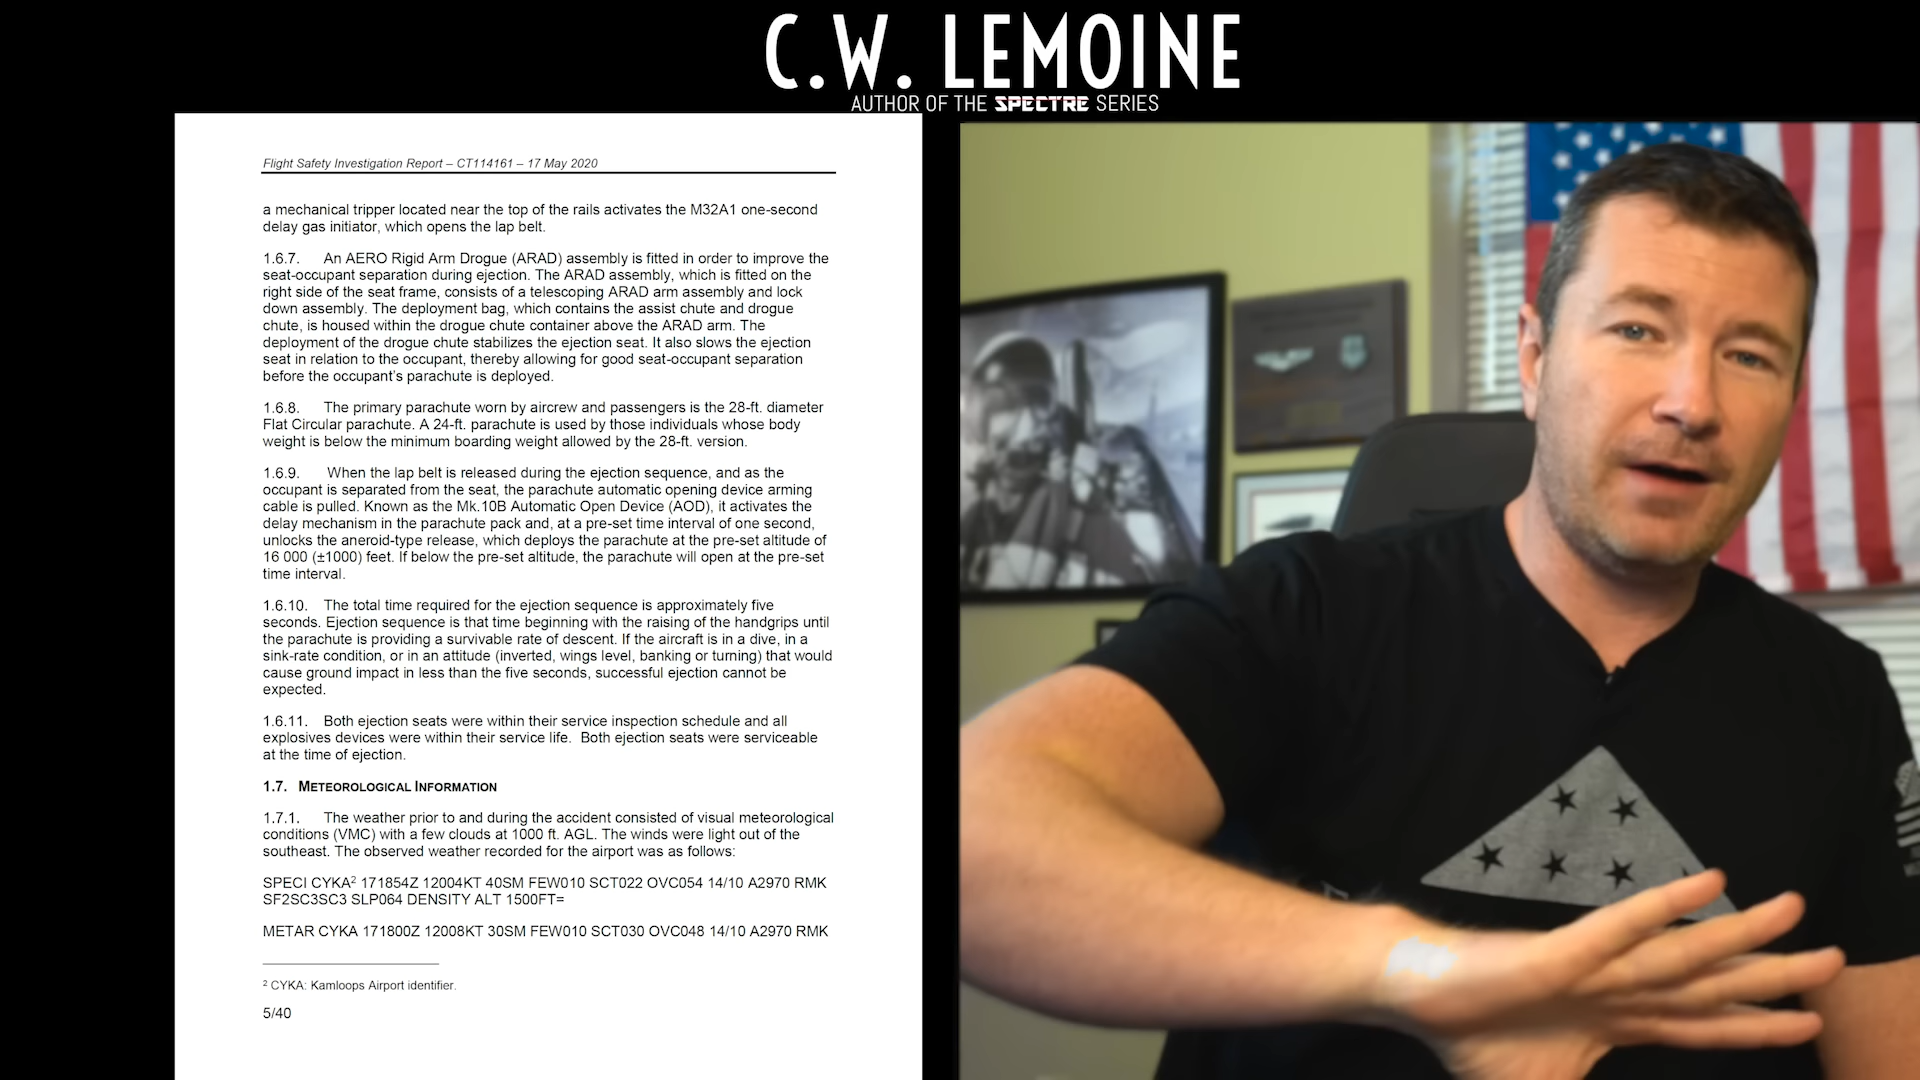 C.W. LEMOINE
AUTHOR OF THE SPECTRE SERIES
Flight Safety Investigation Report – CT114161 – 17 May 2020
a mechanical tripper located near the top of the rails activates the M32A1 one-second
delay gas initiator, which opens the lap belt.
1.6.7. An AERO Rigid Arm Drogue (ARAD) assembly is fitted in order to improve the
seat-occupant separation during ejection. The ARAD assembly, which is fitted on the
right side of the seat frame, consists of a telescoping ARAD arm assembly and lock
down assembly. The deployment bag, which contains the assist chute and drogue
chute, is housed within the drogue chute container above the ARAD arm. The
deployment of the drogue chute stabilizes the ejection seat. It also slows the ejection
seat in relation to the occupant, thereby allowing for good seat-occupant separation
before the occupant's parachute is deployed.
1.6.8. The primary parachute worn by aircrew and passengers is the 28-ft. diameter
Flat Circular parachute. A 24-ft. parachute is used by those individuals whose body
weight is below the minimum boarding weight allowed by the 28-ft. version.
1.6.9. When the lap belt is released during the ejection sequence, and as the
occupant is separated from the seat, the parachute automatic opening device arming
cable is pulled. Known as the Mk.10B Automatic Open Device (AOD), it activates the
delay mechanism in the parachute pack and, at a pre-set time interval of one second,
unlocks the aneroid-type release, which deploys the parachute at the pre-set altitude of
16 000 (±1000) feet. If below the pre-set altitude, the parachute will open at the pre-set
time interval.
1.6.10. The total time required for the ejection sequence is approximately five
seconds. Ejection sequence is that time beginning with the raising of the handgrips until
the parachute is providing a survivable rate of descent. If the aircraft is in a dive, in a
sink-rate condition, or in an attitude (inverted, wings level, banking or turning) that would
cause ground impact in less than the five seconds, successful ejection cannot be
expected.
1.6.11. Both ejection seats were within their service inspection schedule and all
explosives devices were within their service life. Both ejection seats were serviceable
at the time of ejection.
1.7. METEOROLOGICAL INFORMATION
1.7.1. The weather prior to and during the accident consisted of visual meteorological
conditions (VMC) with a few clouds at 1000 ft. AGL. The winds were light out of the
southeast. The observed weather recorded for the airport was as follows:
SPECI CYKA² 171854Z 12004KT 40SM FEW010 SCT022 OVC054 14/10 A2970 RMK
SF2SC3SC3 SLP064 DENSITY ALT 1500FT=
METAR CYKA 171800Z 12008KT 30SM FEW010 SCT030 OVC048 14/10 A2970 RMK
² CYKA: Kamloops Airport identifier.
5/40